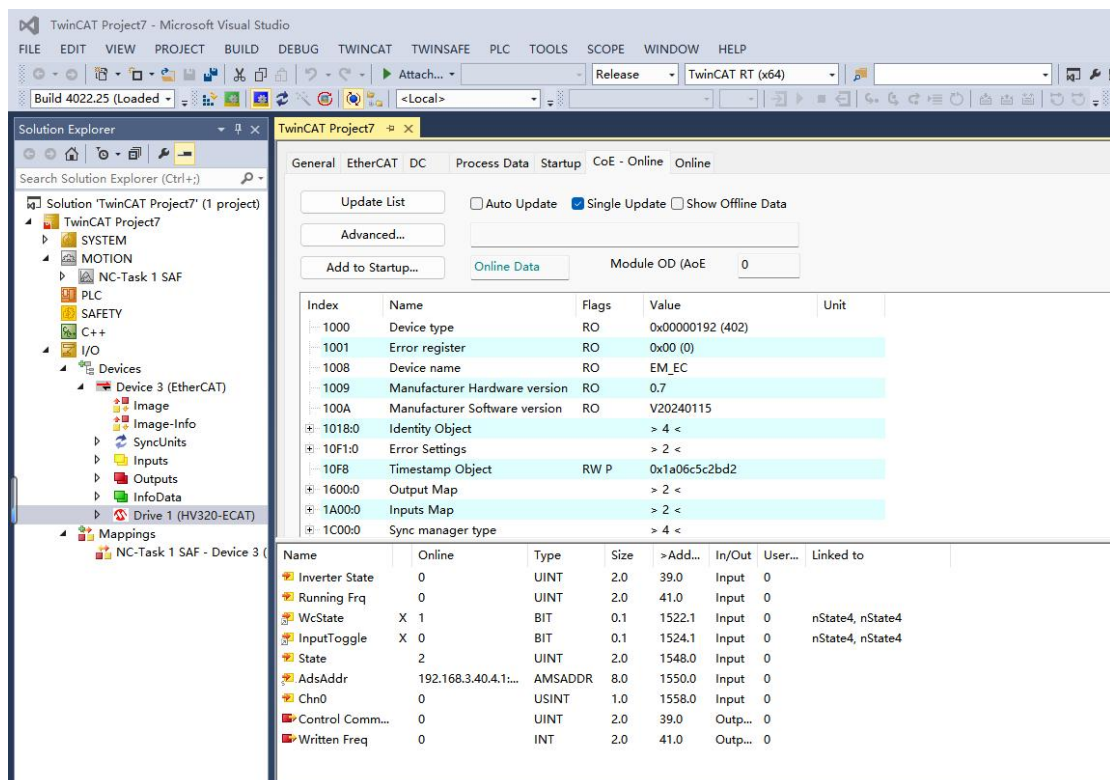 TwinCAT Project7 - Microsoft Visual Studio
FILE EDIT VIEW PROJECT BUILD DEBUG TWINCAT TWINSAFE PLC TOOLS SCOPE WINDOW HELP
Attach... Release TwinCAT RT (x64)
Build 4022.25 (Loaded <Local>
Solution Explorer
Search Solution Explorer (Ctrl+;)
Solution 'TwinCAT Project7' (1 project)
TwinCAT Project7
SYSTEM
MOTION
NC-Task 1 SAF
PLC
SAFETY
C++
I/O
Devices
Device 3 (EtherCAT)
Image
Image-Info
SyncUnits
Inputs
Outputs
InfoData
Drive 1 (HV320-ECAT)
Mappings
NC-Task 1 SAF - Device 3 (
TwinCAT Project7
General EtherCAT DC Process Data Startup CoE - Online Online
Update List Auto Update Single Update Show Offline Data
Advanced...
Add to Startup... Online Data Module OD (AoE 0
Index Name Flags Value Unit
1000 Device type RO 0x00000192 (402)
1001 Error register RO 0x00 (0)
1008 Device name RO EM_EC
1009 Manufacturer Hardware version RO 0.7
100A Manufacturer Software version RO V20240115
1018:0 Identity Object > 4 <
10F1:0 Error Settings > 2 <
10F8 Timestamp Object RW P 0x1a06c5c2bd2
1600:0 Output Map > 2 <
1A00:0 Inputs Map > 2 <
1C00:0 Sync manager type > 4 <
Name Online Type Size >Add... In/Out User... Linked to
Inverter State 0 UINT 2.0 39.0 Input 0
Running Frq 0 UINT 2.0 41.0 Input 0
WcState X 1 BIT 0.1 1522.1 Input 0 nState4, nState4
InputToggle X 0 BIT 0.1 1524.1 Input 0 nState4, nState4
State 2 UINT 2.0 1548.0 Input 0
AdsAddr 192.168.3.40.4.1:... AMSADDR 8.0 1550.0 Input 0
Chn0 0 USINT 1.0 1558.0 Input 0
Control Comm... 0 UINT 2.0 39.0 Outp... 0
Written Freq 0 INT 2.0 41.0 Outp... 0